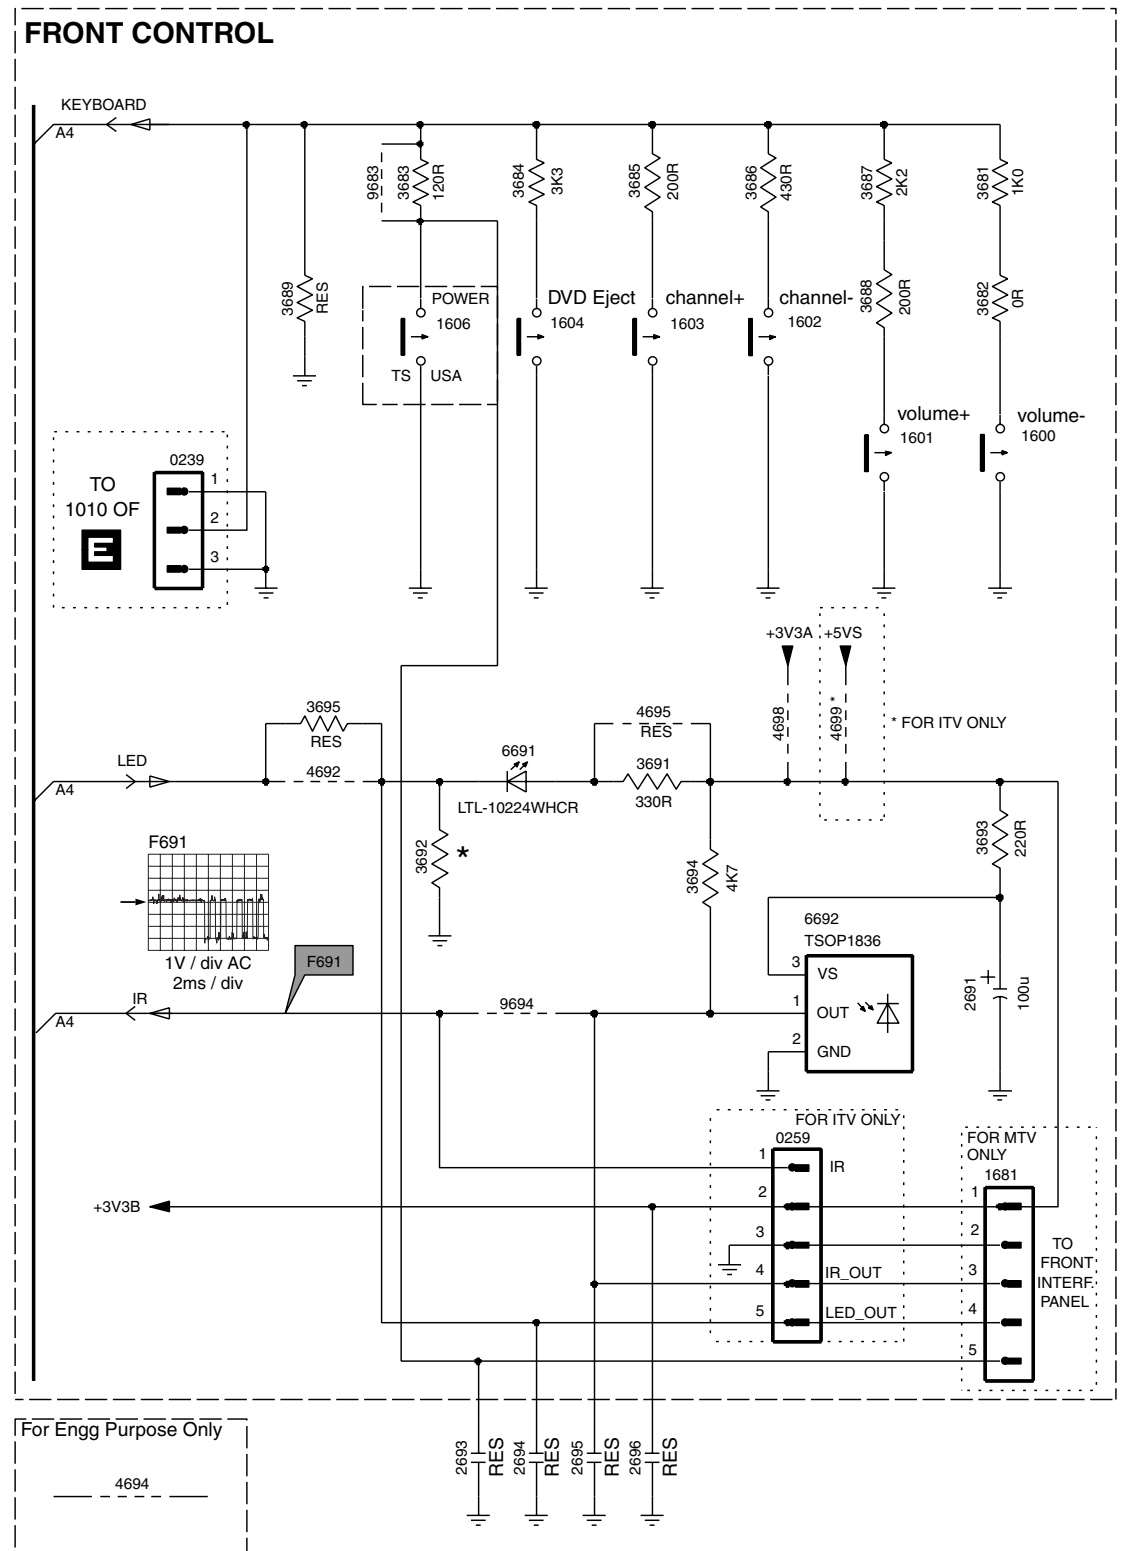 FRONT CONTROL
KEYBOARD
A4
9683
3683
120R
3684
3K3
3685
200R
3686
430R
3687
2K2
3681
1K0
3689
RES
3688
200R
3682
0R
POWER
1606
TS USA
DVD Eject
1604
channel+
1603
channel-
1602
volume+
1601
volume-
1600
TO
1010 OF
E
0239
1
2
3
+3V3A
+5VS
4698
4699 *
* FOR ITV ONLY
3695
RES
4695
RES
LED
A4
4692
6691
LTL-10224WHCR
3691
330R
3692
*
3694
4K7
3693
220R
F691
1V / div AC
2ms / div
F691
IR
A4
9694
6692
TSOP1836
3
VS
1
OUT
2
GND
2691
+
100u
FOR ITV ONLY
0259
1
IR
2
3
4
IR_OUT
5
LED_OUT
+3V3B
FOR MTV
ONLY
1681
1
2
3
4
5
TO
FRONT
INTERF.
PANEL
For Engg Purpose Only
4694
2693
RES
2694
RES
2695
RES
2696
RES